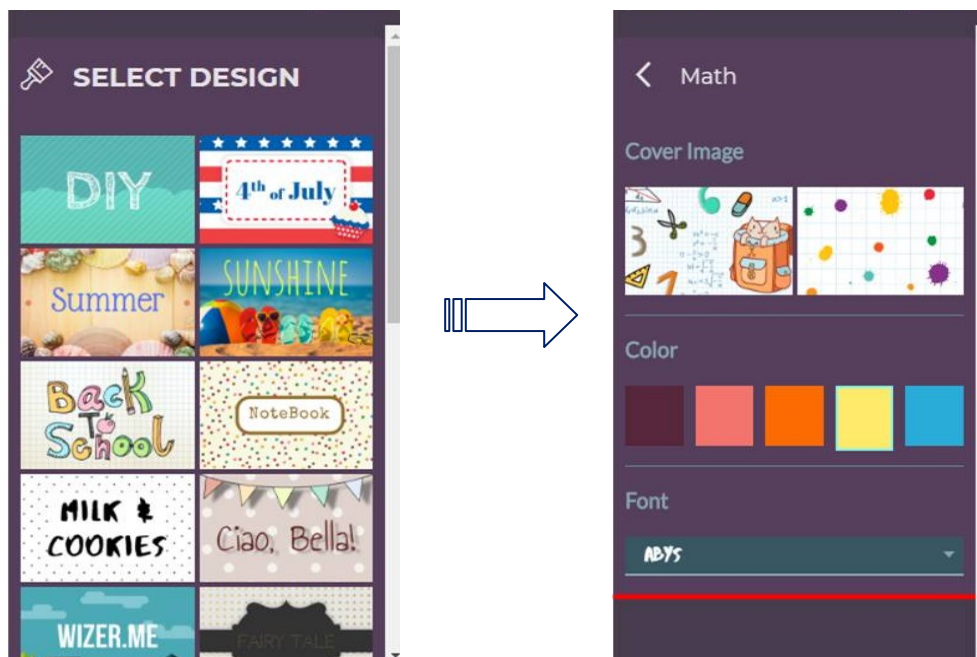 SELECT DESIGN
DIY
4th of July
Summer
SUNSHINE
Back
To
School
NoteBook
MILK &
COOKIES
Ciao, Bella!
WIZER.ME
FAIRY TALE
Math
Cover Image
3
Color
Font
ABYS